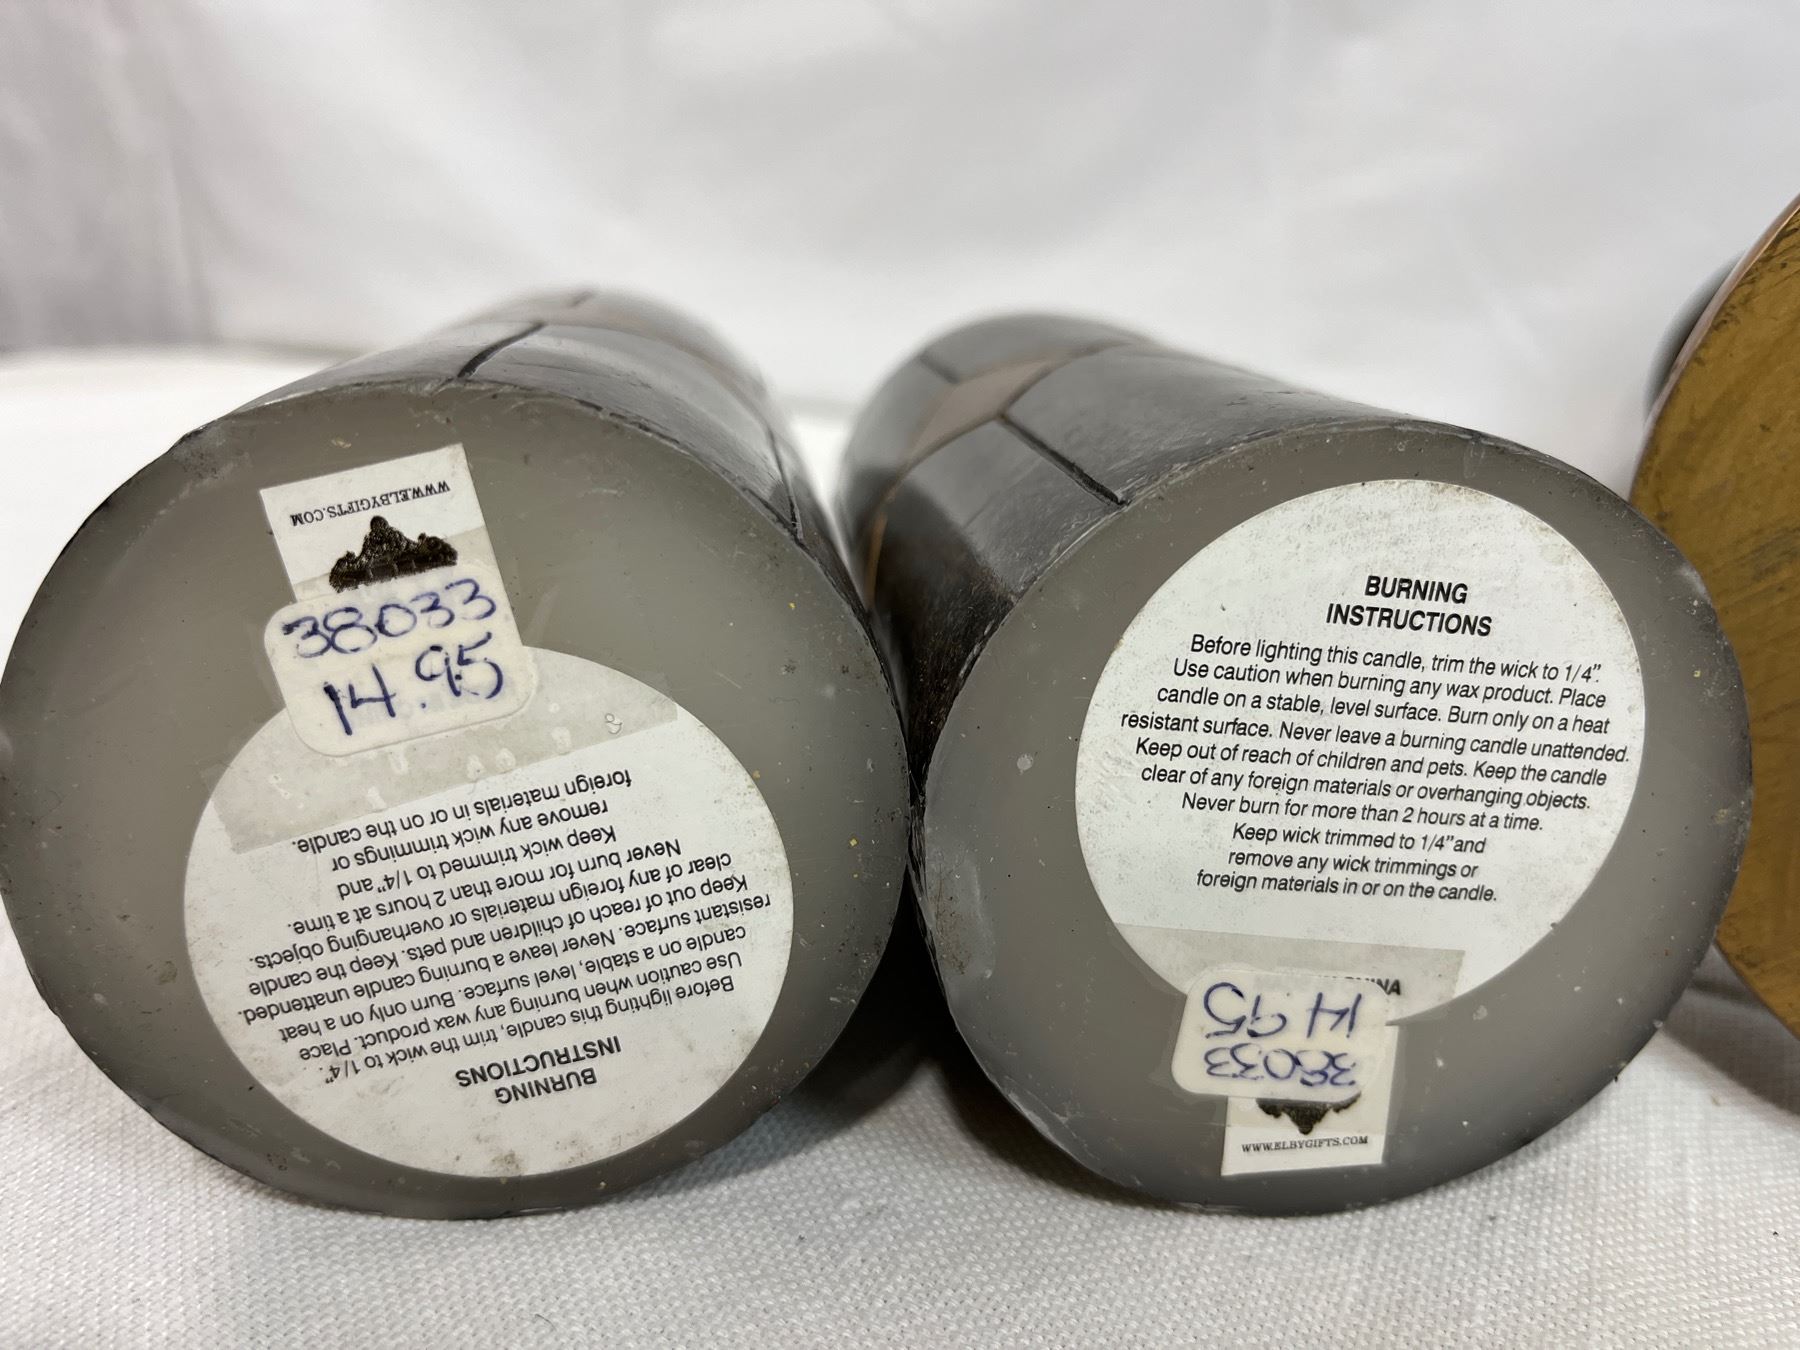 WWW.ELBYGIFTS.COM
38033
14.95
BURNING
INSTRUCTIONS
Before lighting this candle, trim the wick to 1/4".
Use caution when burning any wax product. Place
candle on a stable, level surface. Burn only on a heat
resistant surface. Never leave a burning candle unattended.
Keep out of reach of children and pets. Keep the candle
clear of any foreign materials or overhanging objects.
Never burn for more than 2 hours at a time.
Keep wick trimmed to 1/4" and
remove any wick trimmings or
foreign materials in or on the candle.
BURNING
INSTRUCTIONS
Before lighting this candle, trim the wick to 1/4".
Use caution when burning any wax product. Place
candle on a stable, level surface. Burn only on a heat
resistant surface. Never leave a burning candle unattended.
Keep out of reach of children and pets. Keep the candle
clear of any foreign materials or overhanging objects.
Never burn for more than 2 hours at a time.
Keep wick trimmed to 1/4" and
remove any wick trimmings or
foreign materials in or on the candle.
38033
14.95
WWW.ELBYGIFTS.COM